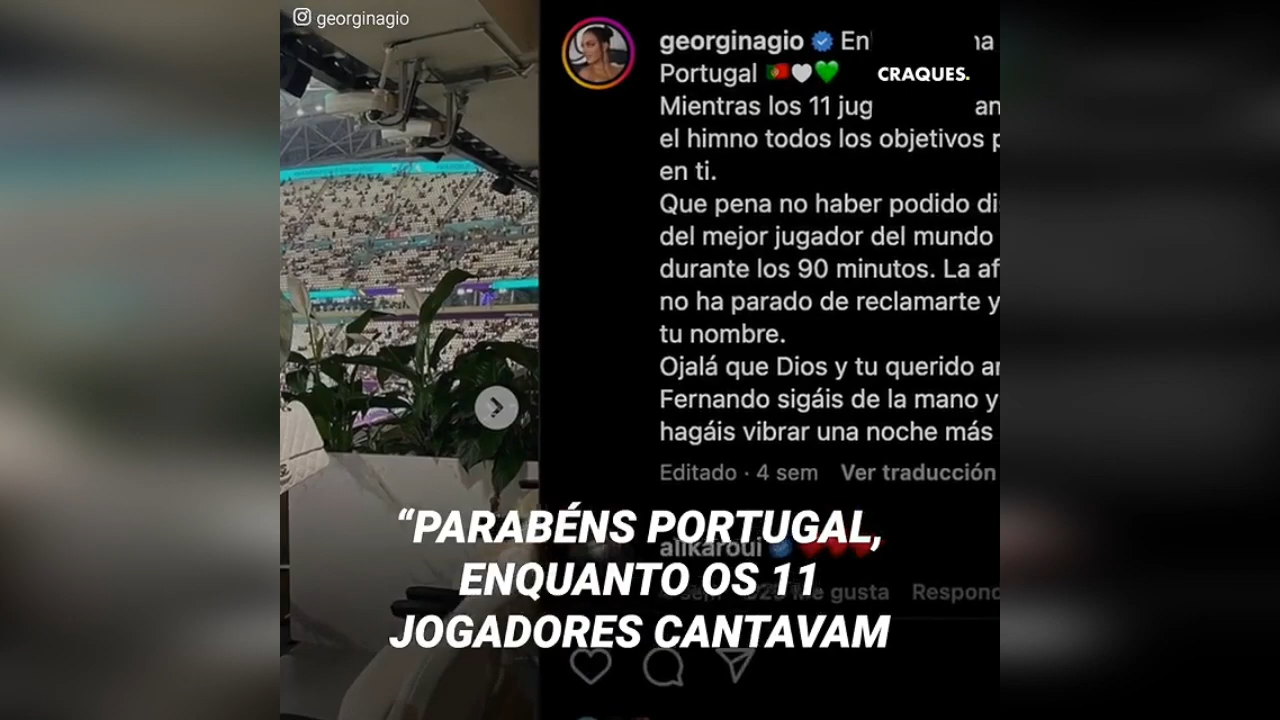 georginagio
georginagio
Portugal
CRAQUES.
Mientras los 11 jug
el himno todos los objetivos
en ti.
Que pena no haber podido
del mejor jugador del mundo
durante los 90 minutos. La
no ha parado de reclamarte y
tu nombre.
Ojalá que Dios y tu querido
Fernando sigáis de la mano y
hagáis vibrar una noche más
Editado · 4 sem Ver traducción
“PARABÉNS PORTUGAL,
alikaroui
ENQUANTO OS 11
gusta Respond
JOGADORES CANTAVAM